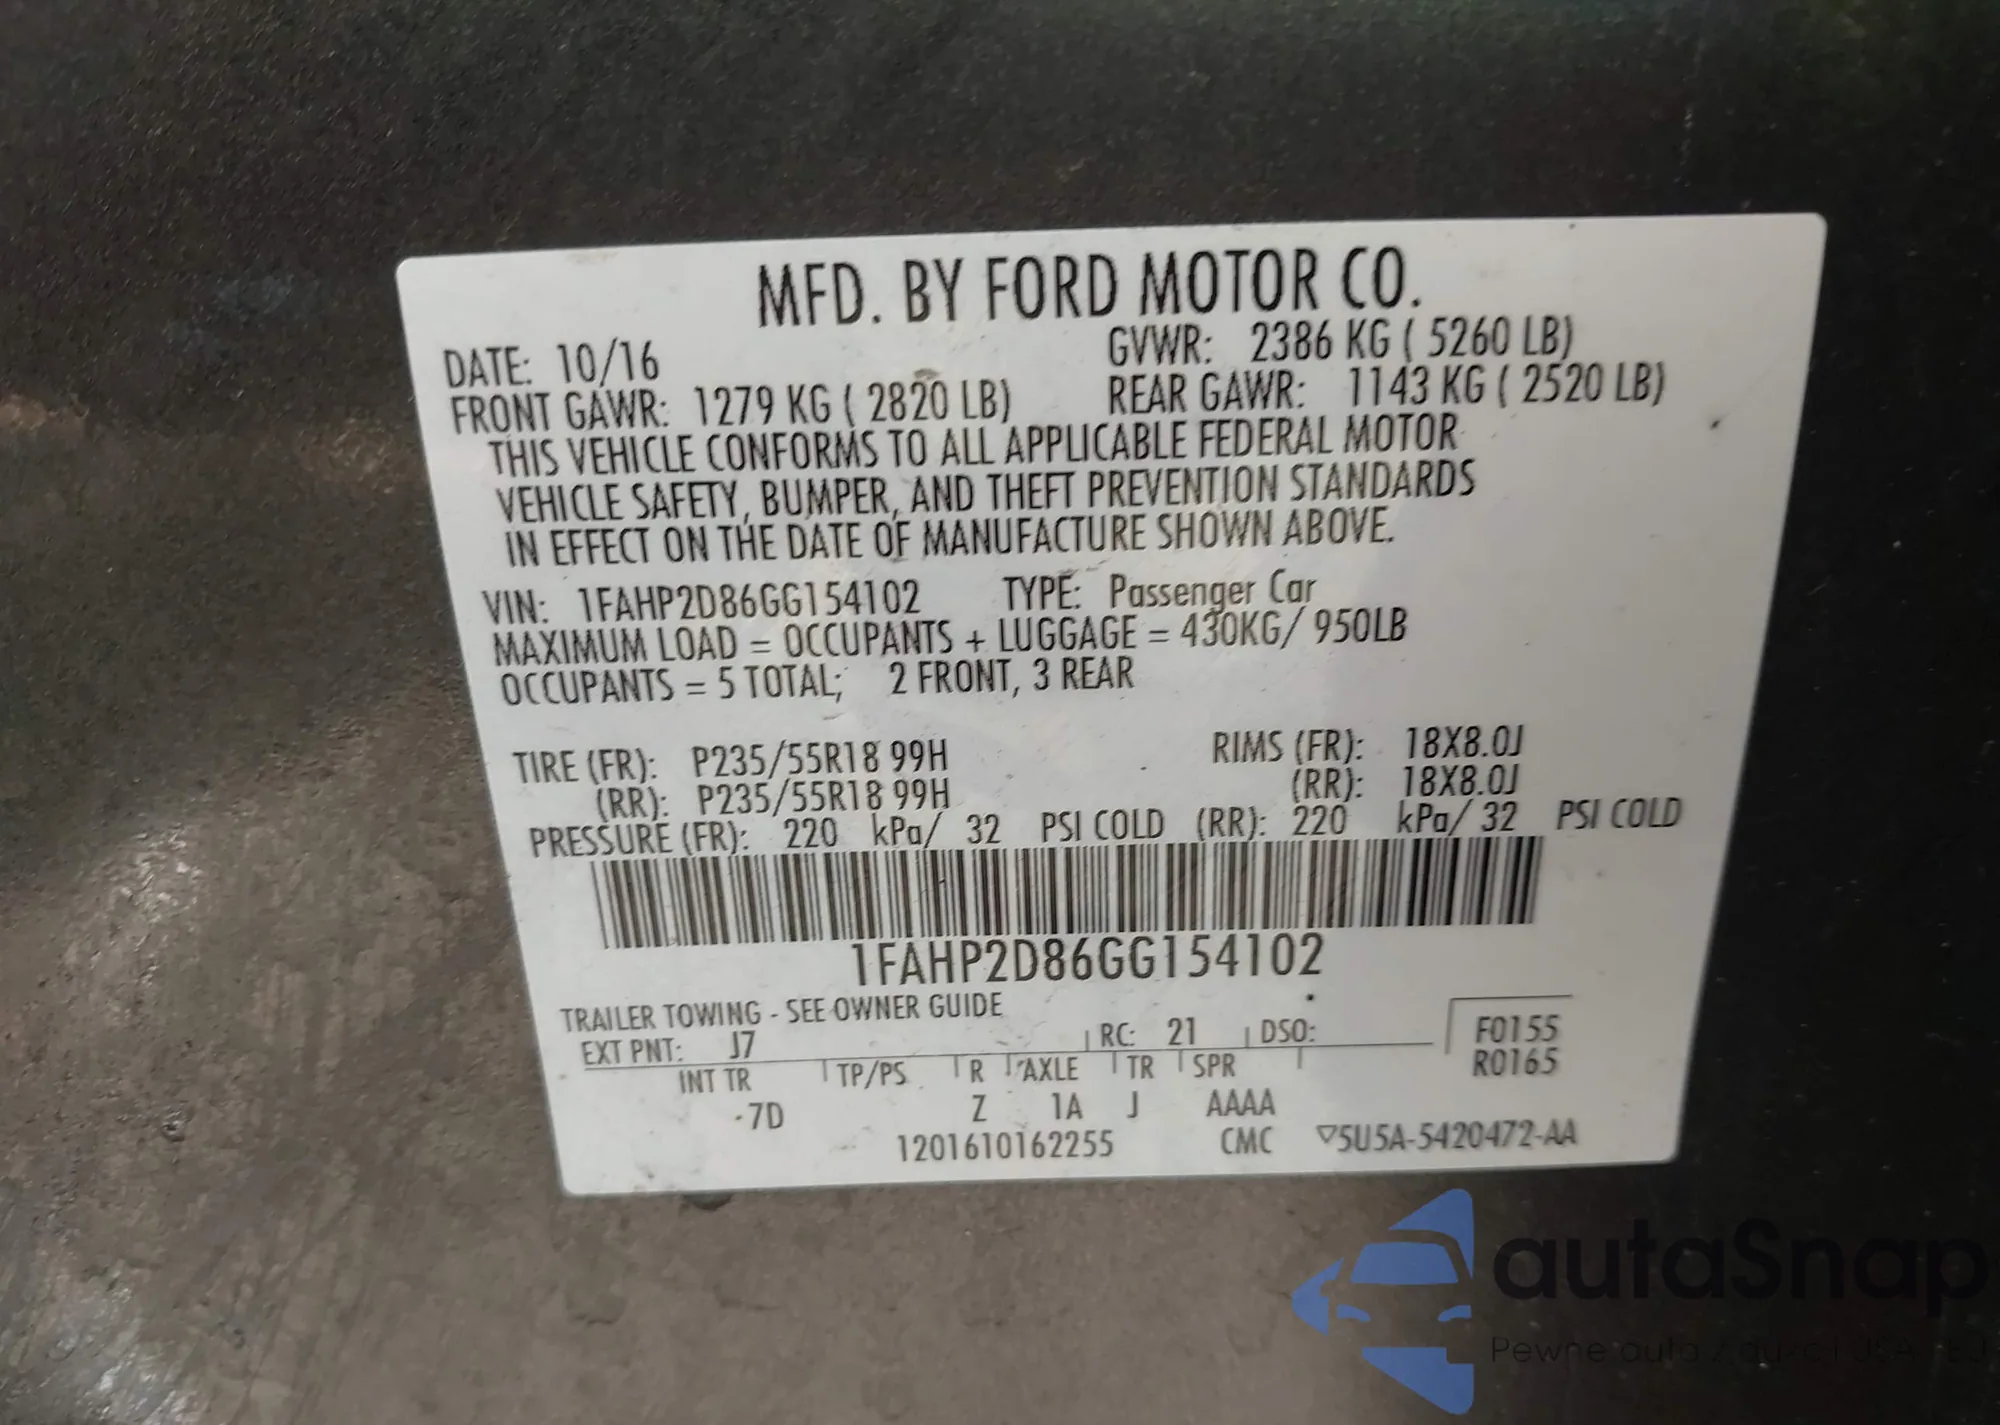 MFD. BY FORD MOTOR CO.
DATE: 10/16 GVWR: 2386 KG ( 5260 LB)
FRONT GAWR: 1279 KG ( 2820 LB) REAR GAWR: 1143 KG ( 2520 LB)
THIS VEHICLE CONFORMS TO ALL APPLICABLE FEDERAL MOTOR
VEHICLE SAFETY, BUMPER, AND THEFT PREVENTION STANDARDS
IN EFFECT ON THE DATE OF MANUFACTURE SHOWN ABOVE.
VIN: 1FAHP2D86GG154102 TYPE: Passenger Car
MAXIMUM LOAD = OCCUPANTS + LUGGAGE = 430KG/ 950LB
OCCUPANTS = 5 TOTAL; 2 FRONT, 3 REAR
TIRE (FR): P235/55R18 99H RIMS (FR): 18X8.0J
(RR): P235/55R18 99H (RR): 18X8.0J
PRESSURE (FR): 220 kPa/ 32 PSI COLD (RR): 220 kPa/ 32 PSI COLD
1FAHP2D86GG154102
TRAILER TOWING - SEE OWNER GUIDE
EXT PNT: J7 RC: 21 DSO: F0155
INT TR TP/PS R AXLE TR SPR R0165
7D Z 1A J AAAA
1201610162255 CMC ▽5U5A-5420472-AA
autaSnap
Pewne auta z